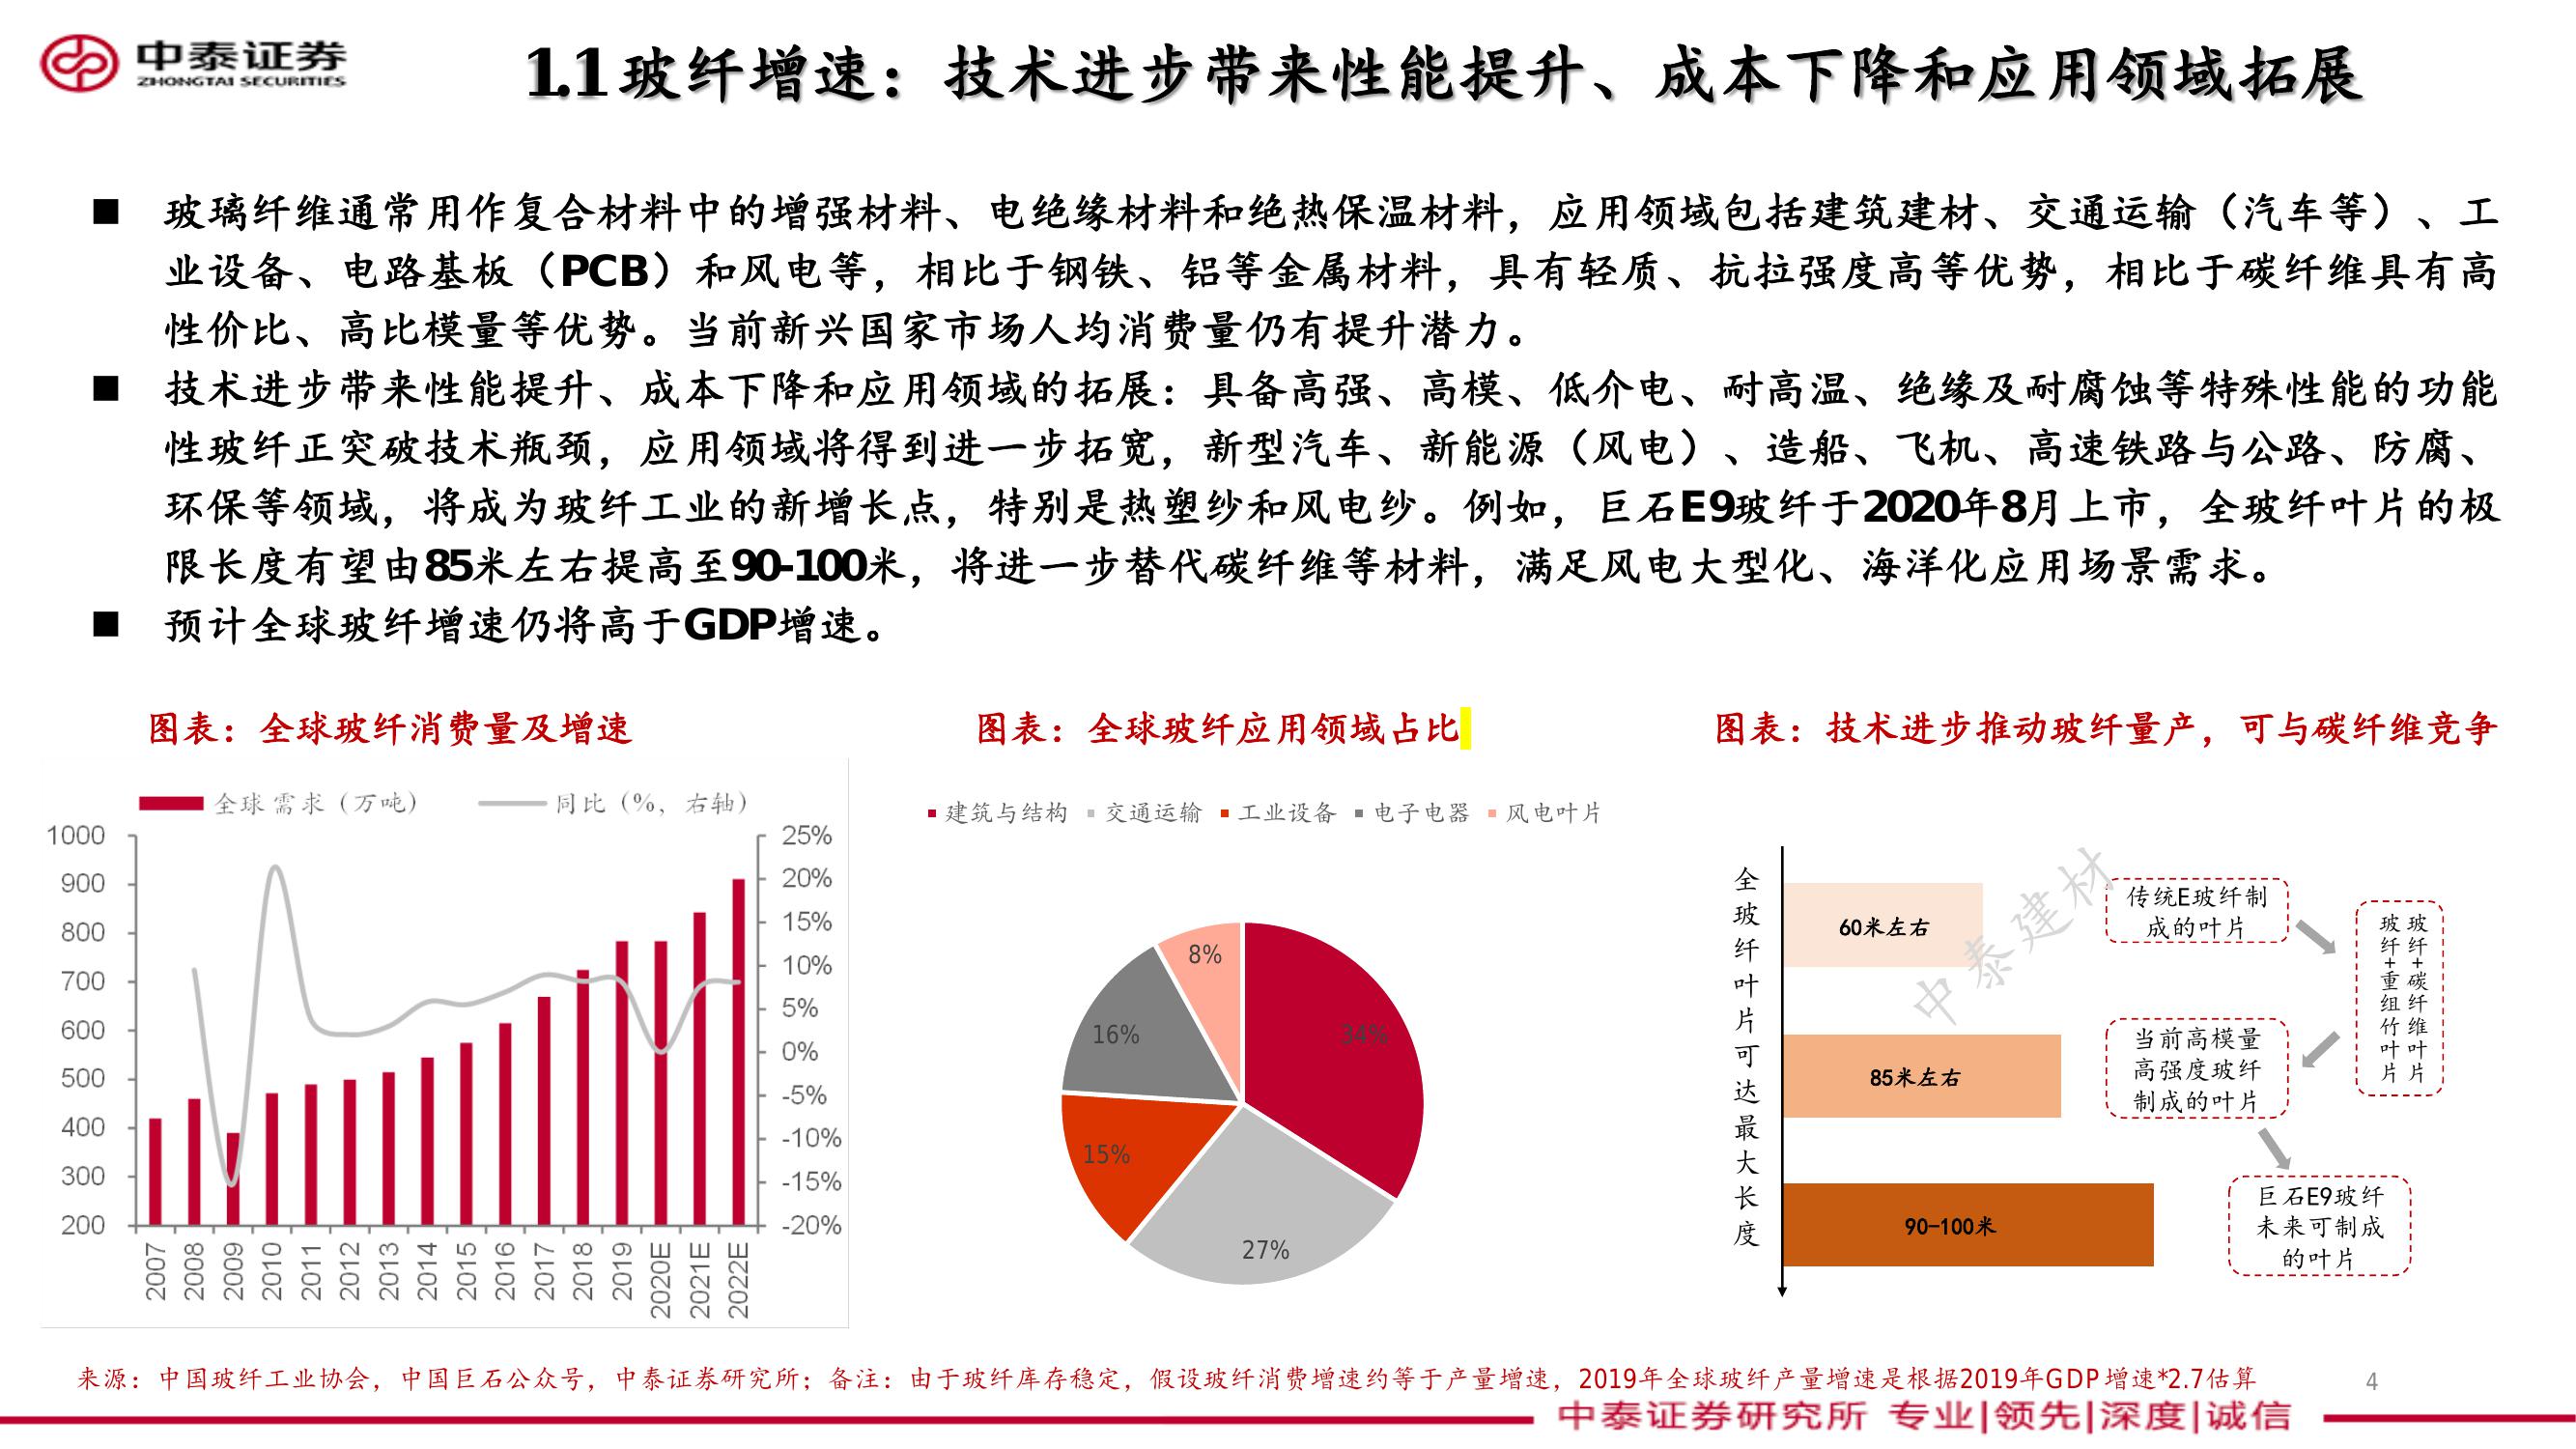 中泰证券
ZHONGTAI SECURITIES
1.1玻纤增速：技术进步带来性能提升、成本下降和应用领域拓展
■ 玻璃纤维通常用作复合材料中的增强材料、电绝缘材料和绝热保温材料，应用领域包括建筑建材、交通运输（汽车等）、工
业设备、电路基板（PCB）和风电等，相比于钢铁、铝等金属材料，具有轻质、抗拉强度高等优势，相比于碳纤维具有高
性价比、高比模量等优势。当前新兴国家市场人均消费量仍有提升潜力。
■ 技术进步带来性能提升、成本下降和应用领域的拓展：具备高强、高模、低介电、耐高温、绝缘及耐腐蚀等特殊性能的功能
性玻纤正突破技术瓶颈，应用领域将得到进一步拓宽，新型汽车、新能源（风电）、造船、飞机、高速铁路与公路、防腐、
环保等领域，将成为玻纤工业的新增长点，特别是热塑纱和风电纱。例如，巨石E9玻纤于2020年8月上市，全玻纤叶片的极
限长度有望由85米左右提高至90-100米，将进一步替代碳纤维等材料，满足风电大型化、海洋化应用场景需求。
■ 预计全球玻纤增速仍将高于GDP增速。
图表：全球玻纤消费量及增速
全球需求（万吨）
同比（%，右轴）
1000
900
800
700
600
500
400
300
200
25%
20%
15%
10%
5%
0%
-5%
-10%
-15%
-20%
2007
2008
2009
2010
2011
2012
2013
2014
2015
2016
2017
2018
2019
2020E
2021E
2022E
图表：全球玻纤应用领域占比
建筑与结构
交通运输
工业设备
电子电器
风电叶片
34%
27%
15%
16%
8%
图表：技术进步推动玻纤量产，可与碳纤维竞争
全玻纤叶片可达最大长度
60米左右
85米左右
90-100米
中泰建材
传统E玻纤制
成的叶片
玻纤+碳纤维叶片
玻纤+重组竹叶片
当前高模量
高强度玻纤
制成的叶片
巨石E9玻纤
未来可制成
的叶片
来源：中国玻纤工业协会，中国巨石公众号，中泰证券研究所；备注：由于玻纤库存稳定，假设玻纤消费增速约等于产量增速，2019年全球玻纤产量增速是根据2019年GDP增速*2.7估算
4
中泰证券研究所 专业|领先|深度|诚信